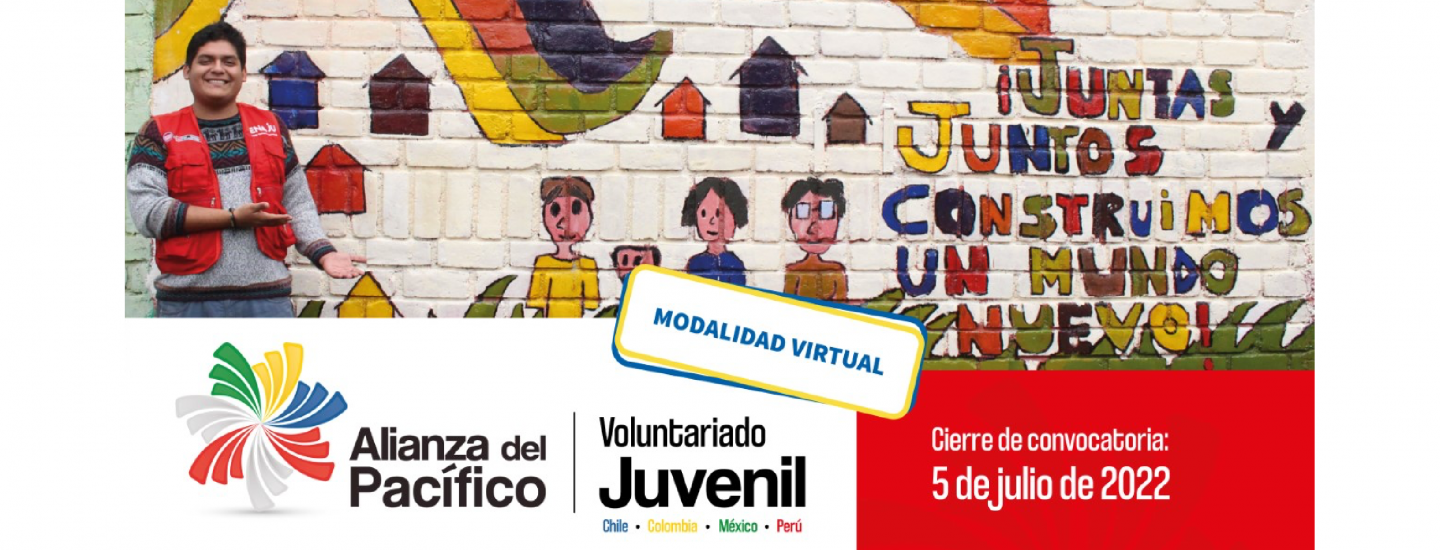 ¡JUNTAS Y
JUNTOS
CONSTRUIMOS
UN MUNDO
NUEVO!
MODALIDAD VIRTUAL
Alianza del
Pacífico
Voluntariado
Juvenil
Chile • Colombia • México • Perú
Cierre de convocatoria:
5 de julio de 2022